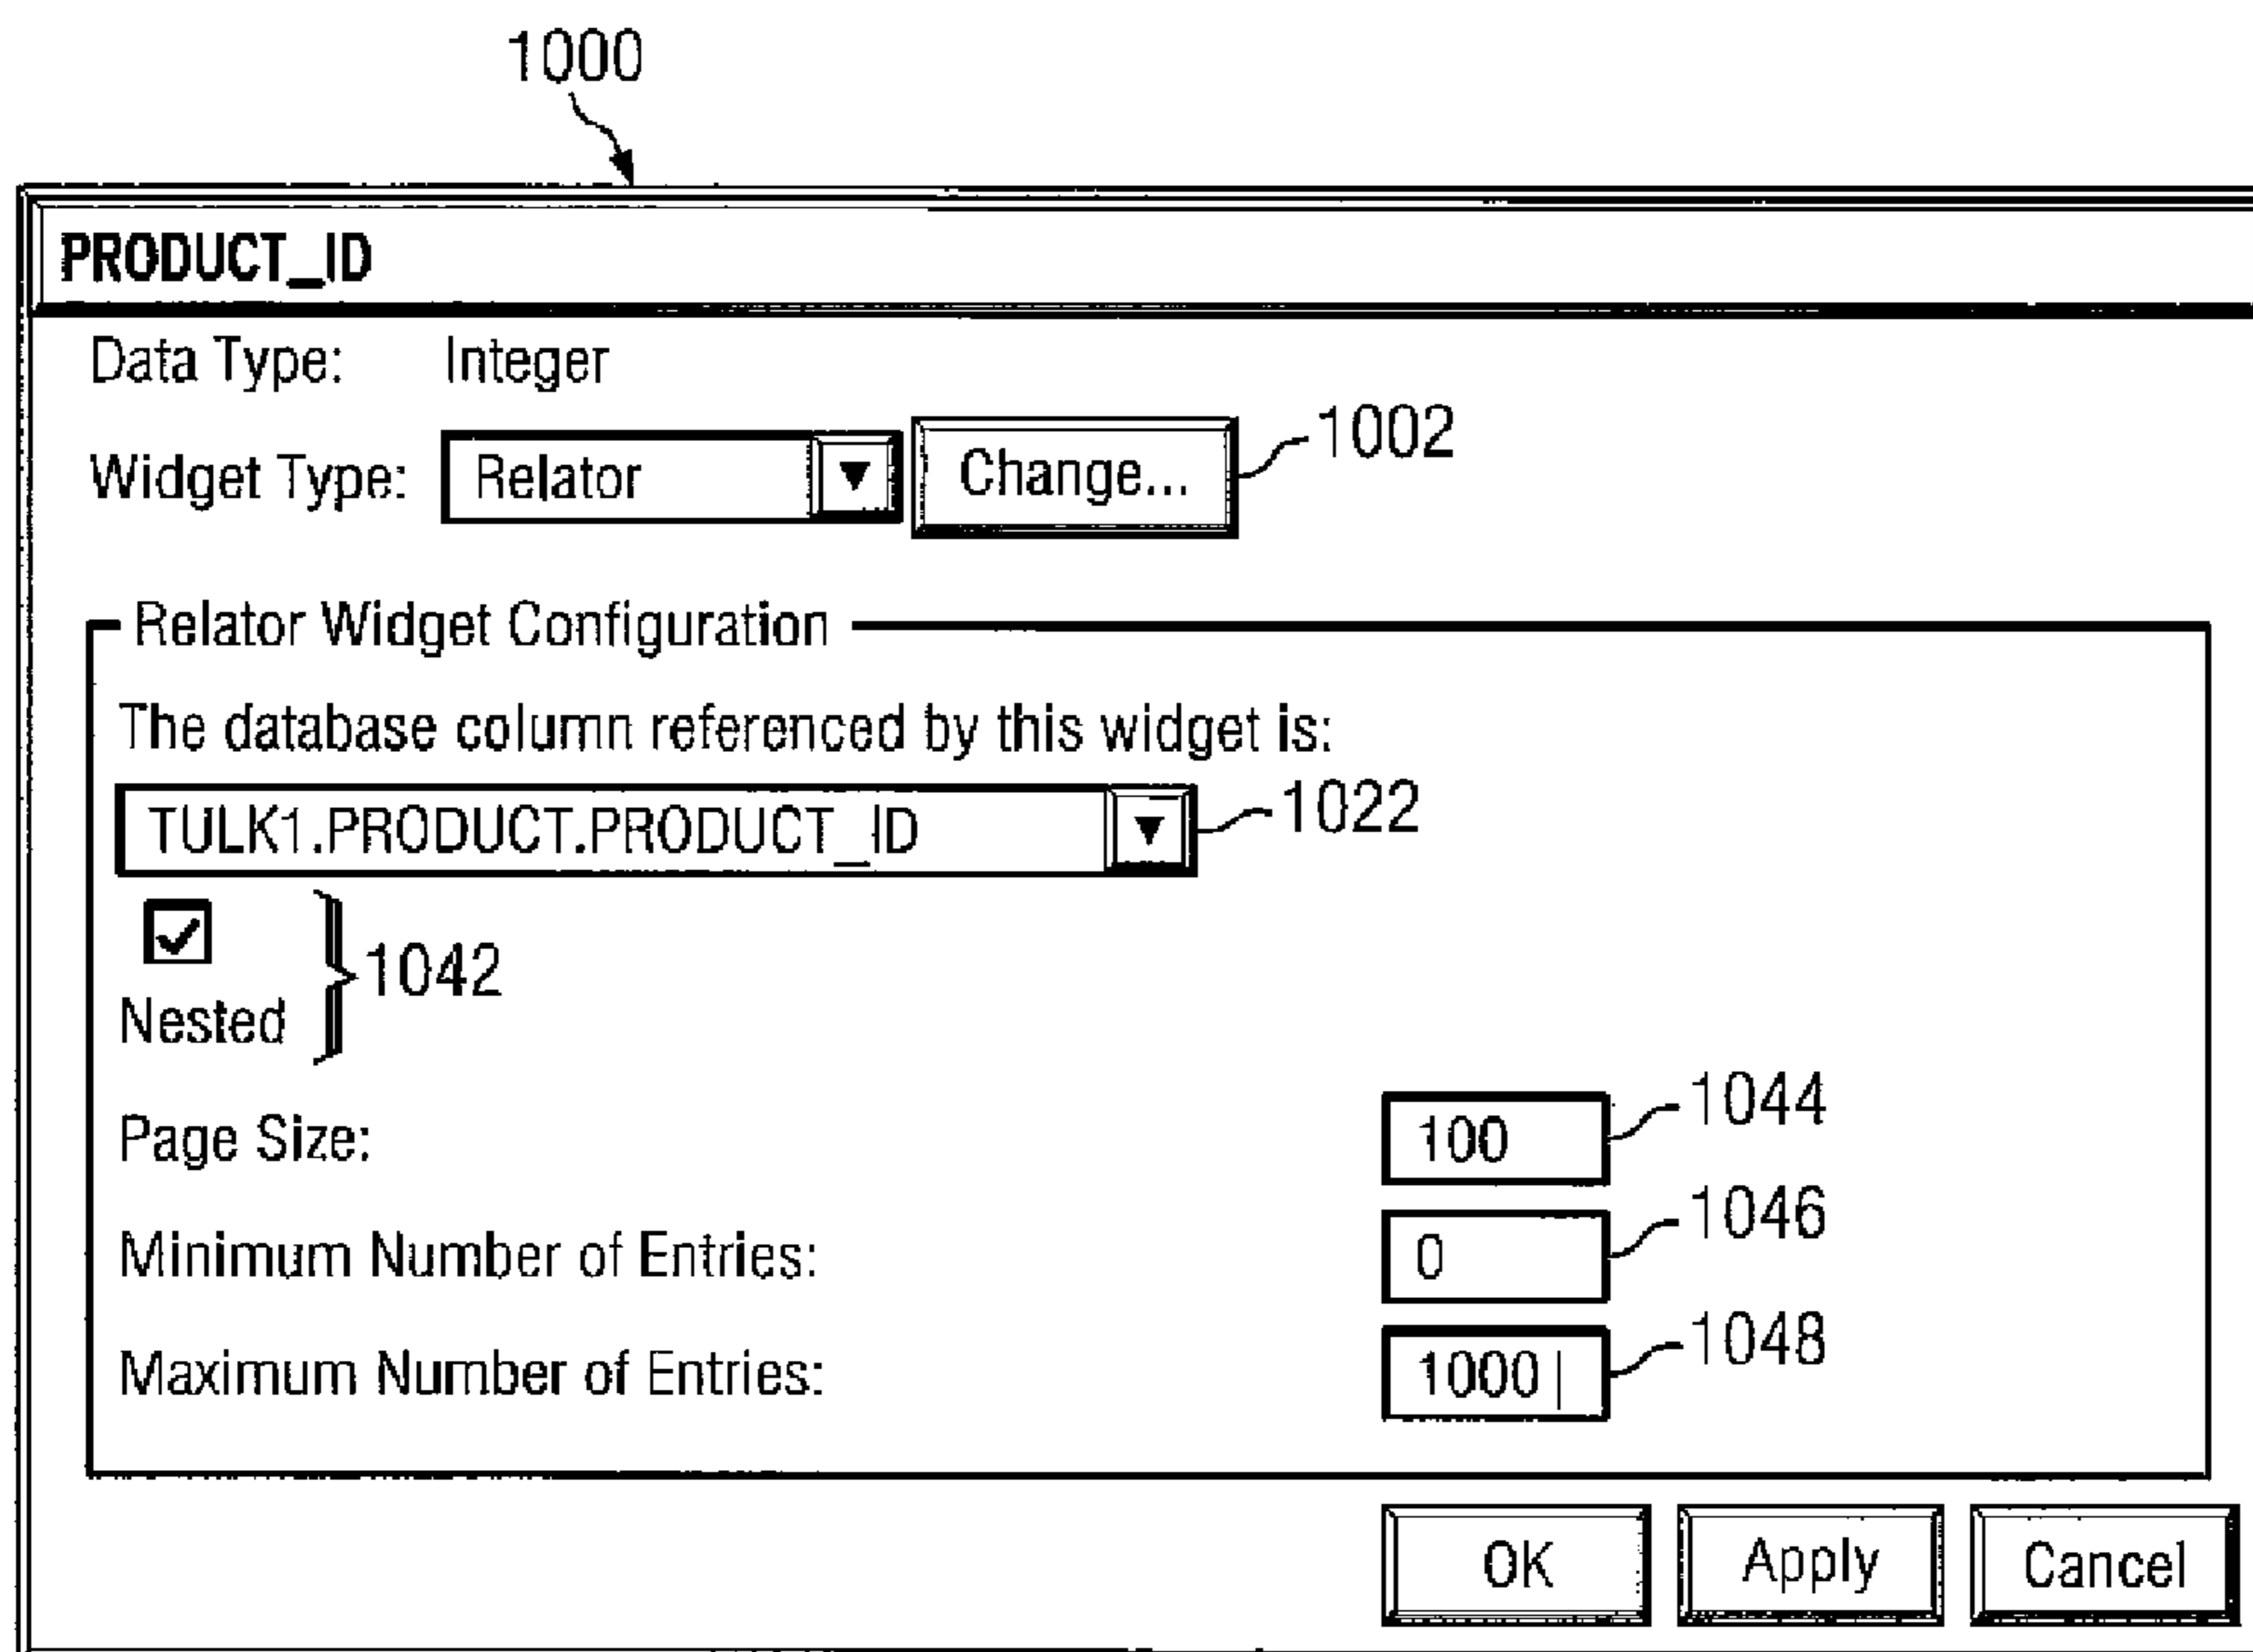 1000
PRODUCT_ID
Data Type: Integer
Widget Type: Relator Change... 1002
Relator Widget Configuration
The database column referenced by this widget is:
TULK1.PRODUCT.PRODUCT_ID 1022
1042
Nested
Page Size: 100 1044
Minimum Number of Entries: 0 1046
Maximum Number of Entries: 1000 1048
OK Apply Cancel